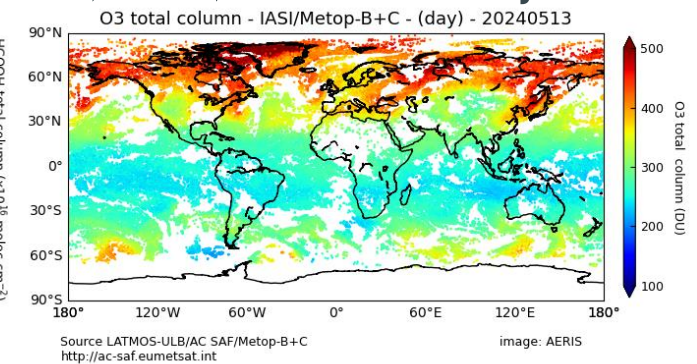 O3 total column - IASI/Metop-B+C - (day) - 20240513
90°N
60°N
30°N
0°
30°S
60°S
90°S
180°
120°W
60°W
0°
60°E
120°E
180°
500
400
300
200
100
O3 total column (DU)
Source LATMOS-ULB/AC SAF/Metop-B+C
http://ac-saf.eumetsat.int
image: AERIS